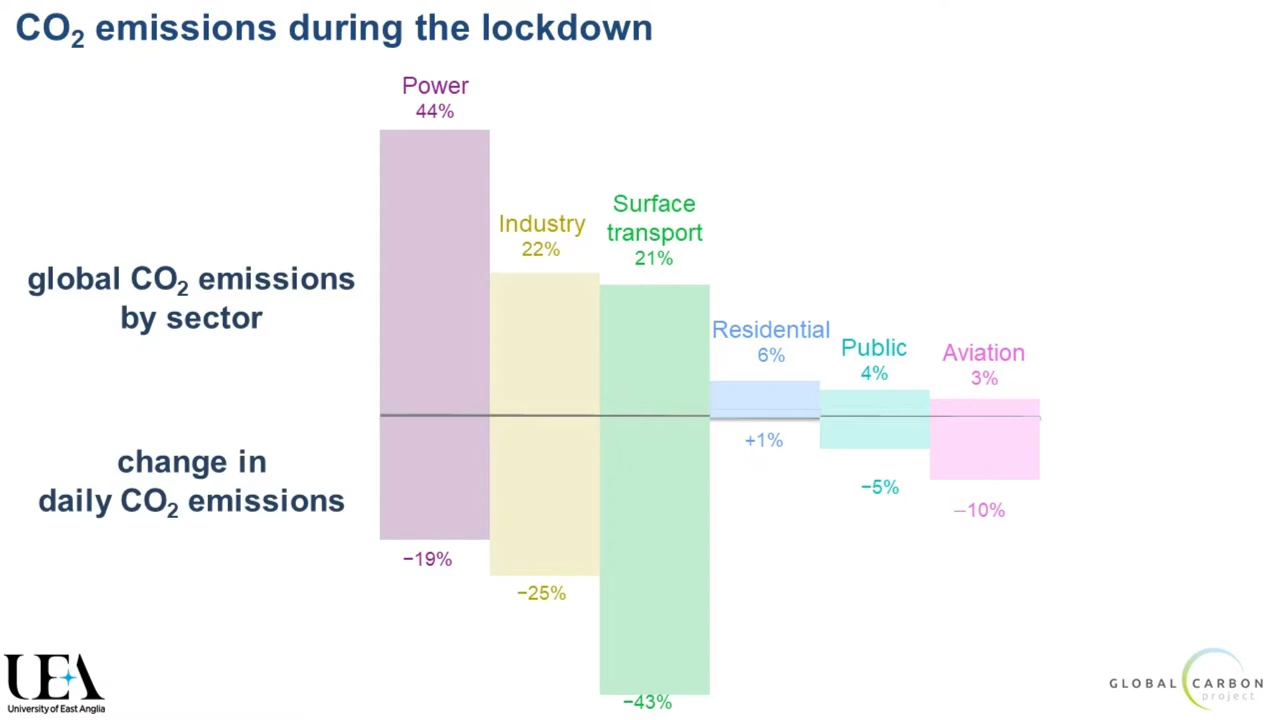 CO₂ emissions during the lockdown
Power
44%
Industry
22%
Surface
transport
21%
Residential
6%
Public
4%
Aviation
3%
global CO₂ emissions
by sector
change in
daily CO₂ emissions
−19%
−25%
−43%
+1%
−5%
−10%
UEA
University of East Anglia
GLOBAL CARBON
project